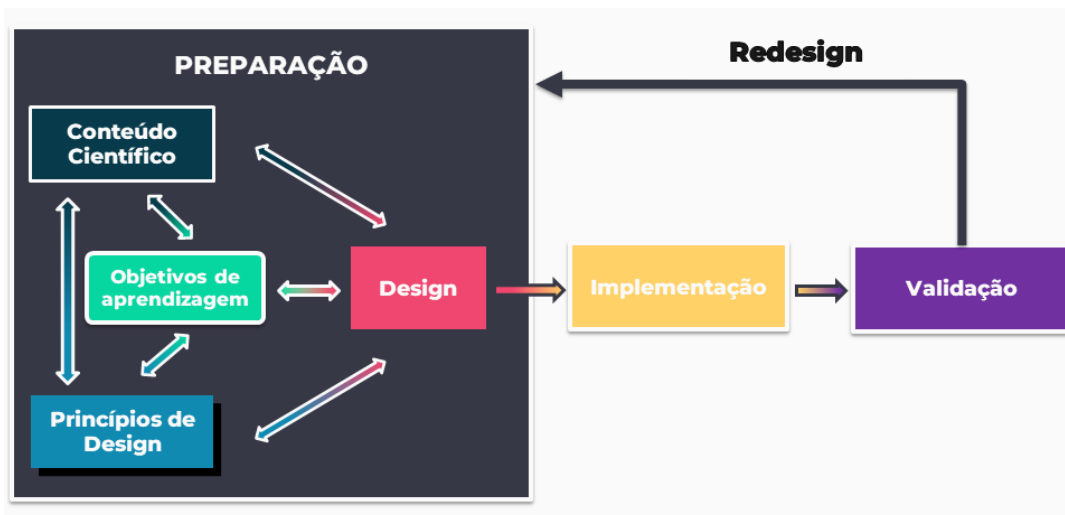 PREPARAÇÃO
Redesign
Conteúdo
Científico
Objetivos de
aprendizagem
Design
Implementação
Validação
Princípios de
Design